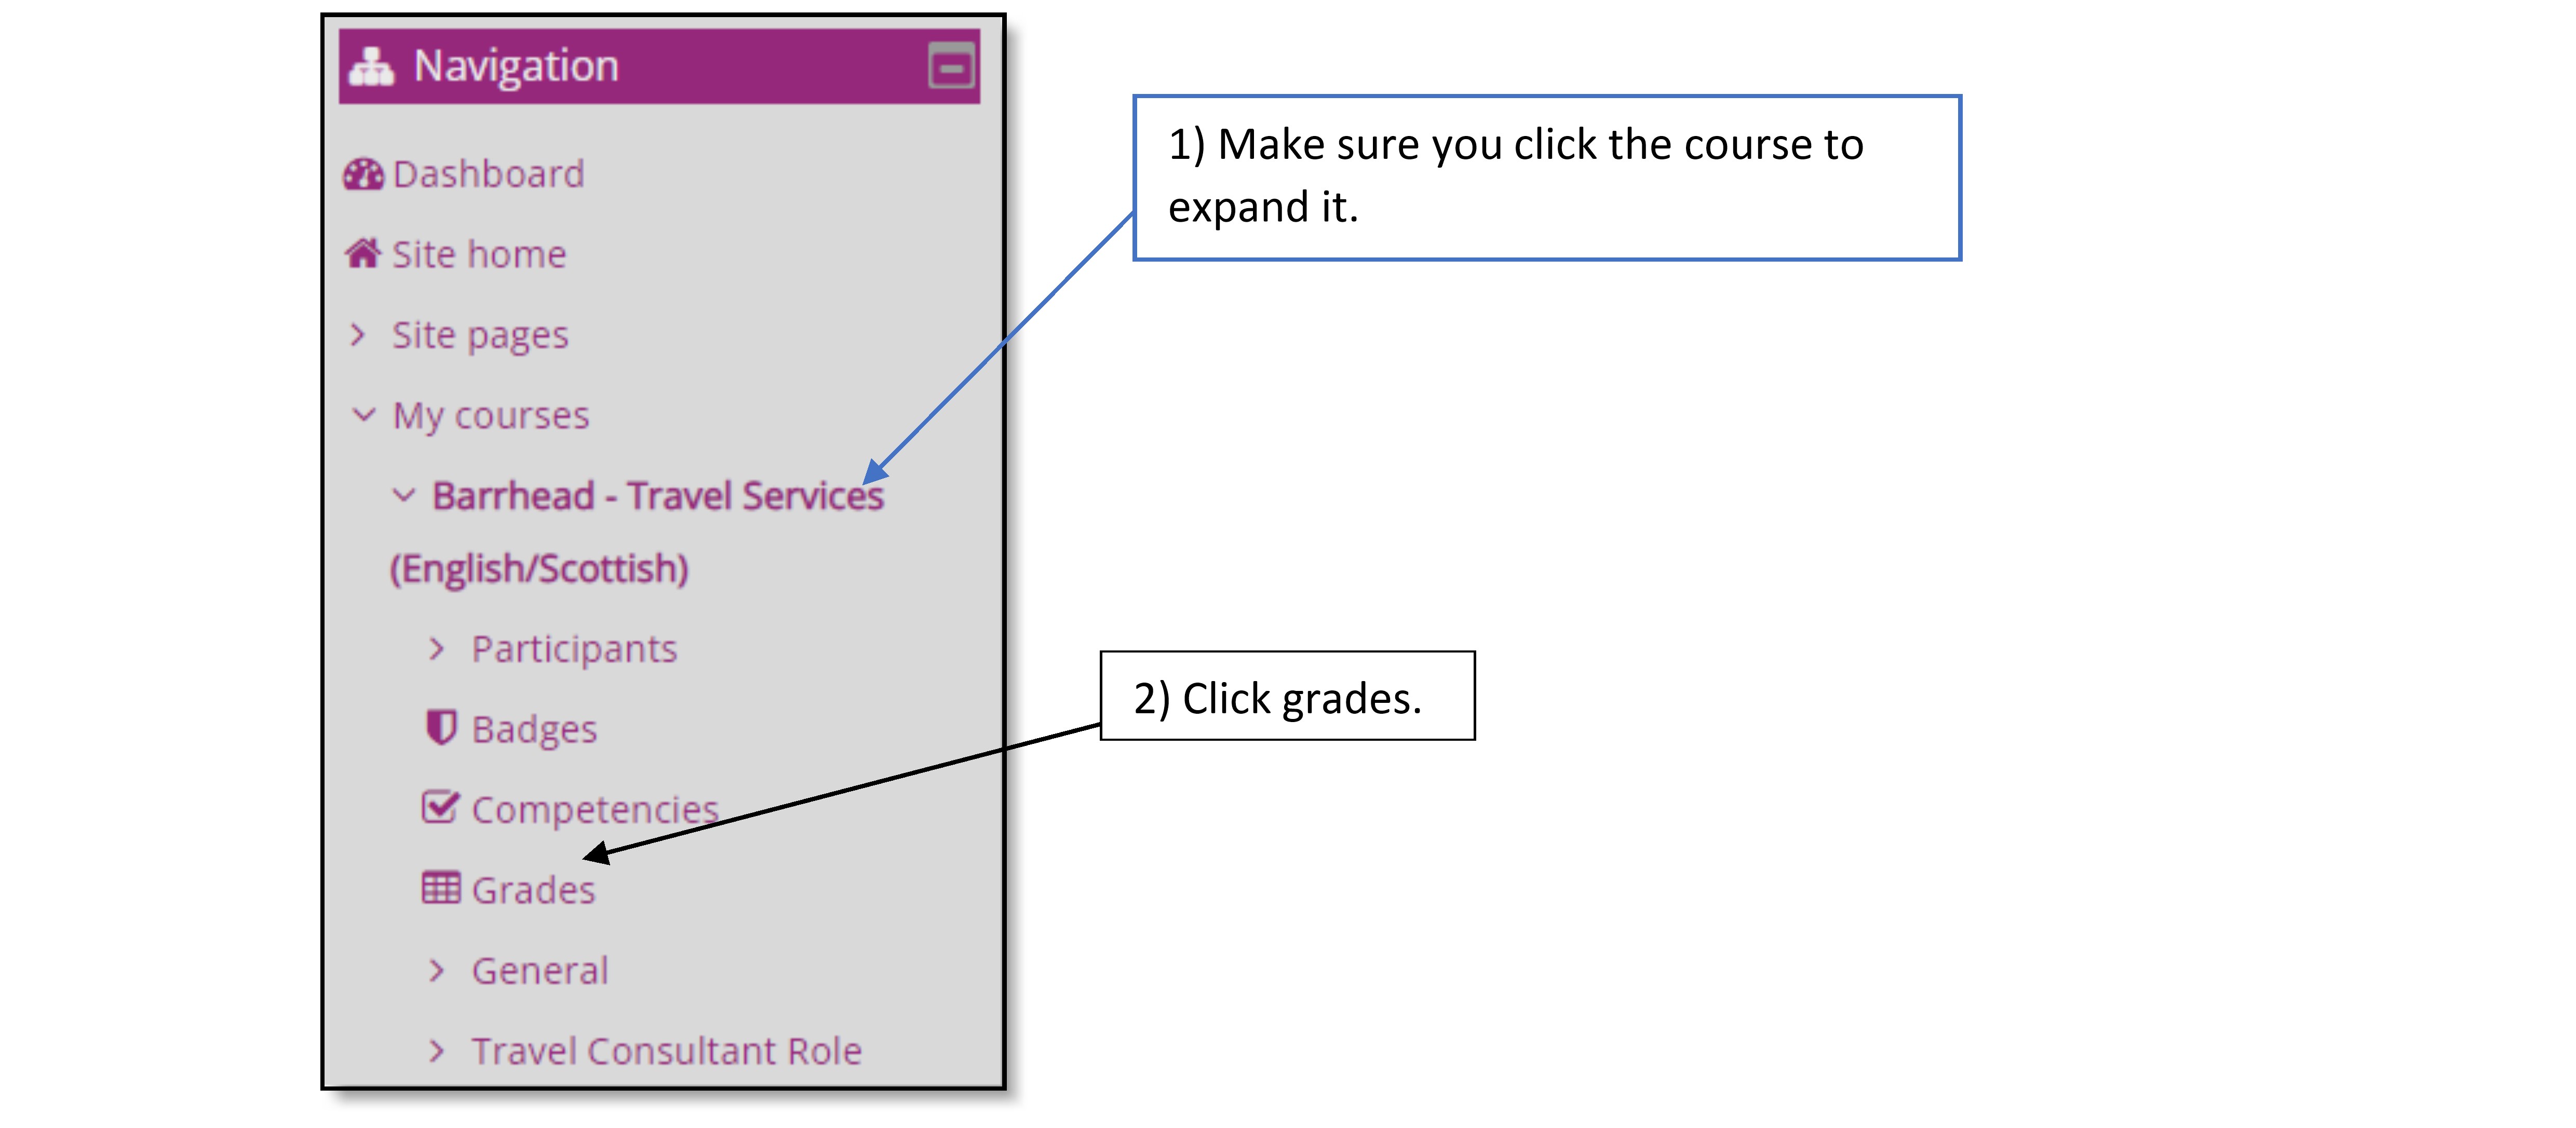 Navigation
Dashboard
Site home
Site pages
My courses
Barrhead - Travel Services
(English/Scottish)
Participants
Badges
Competencies
Grades
General
Travel Consultant Role
1) Make sure you click the course to
expand it.
2) Click grades.